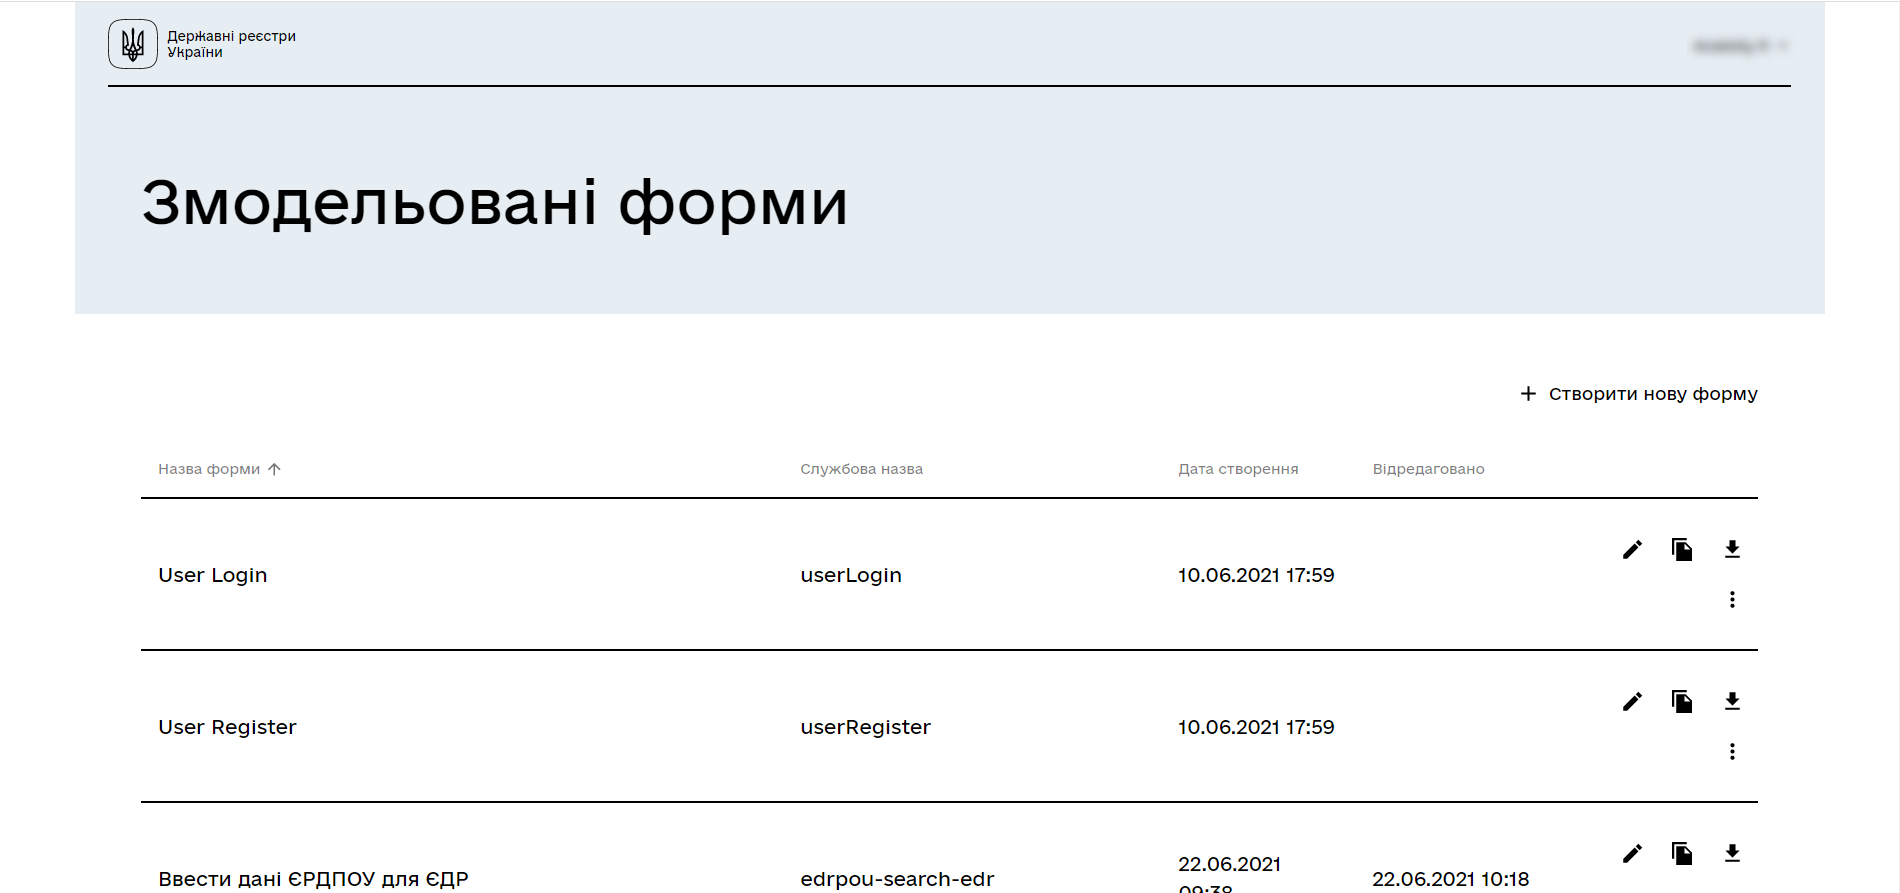 Державні реєстри
України
Змодельовані форми
+ Створити нову форму
Назва форми ↑ Службова назва Дата створення Відредаговано
User Login userLogin 10.06.2021 17:59
User Register userRegister 10.06.2021 17:59
Ввести дані ЄРДПОУ для ЄДР edrpou-search-edr 22.06.2021 09:38 22.06.2021 10:18